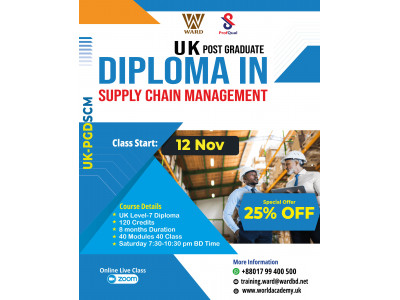 WARD
ProfQual
UK POST GRADUATE
DIPLOMA IN
SUPPLY CHAIN MANAGEMENT
UK-PGDSCM
Class Start:
12 Nov
Special Offer
25% OFF
Course Details
UK Level-7 Diploma
120 Credits
8 months Duration
40 Modules 40 Class
Saturday 7:30-10:30 pm BD Time
Online Live Class
zoom
More Information
+88017 99 400 500
training.ward@wardbd.net
www.worldacademy.uk